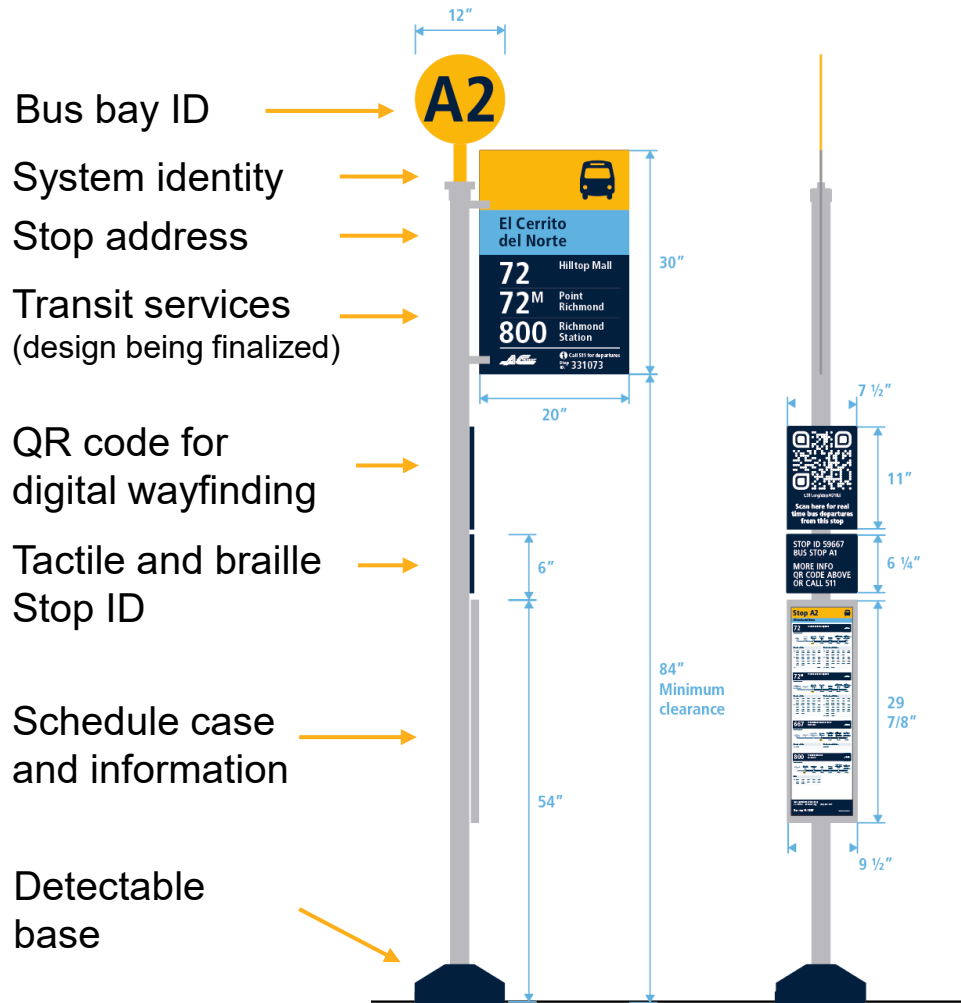 12”
Bus bay ID
A2
System identity
Stop address
El Cerrito
del Norte
Transit services
(design being finalized)
72 Hilltop Mall
72M Point
Richmond
800 Richmond
Station
Call 511 for departures
Stop
331073
30”
20”
QR code for
digital wayfinding
Tactile and braille
Stop ID
6”
84”
Minimum
clearance
Schedule case
and information
54”
Detectable
base
7 ½”
Scan here for real
time bus departures
from this stop
11”
STOP ID 59667
BUS STOP A1
MORE INFO
QR CODE ABOVE
OR CALL 511
6 ¼”
Stop A2
72
72M
667
800
29
7/8”
9 ½”